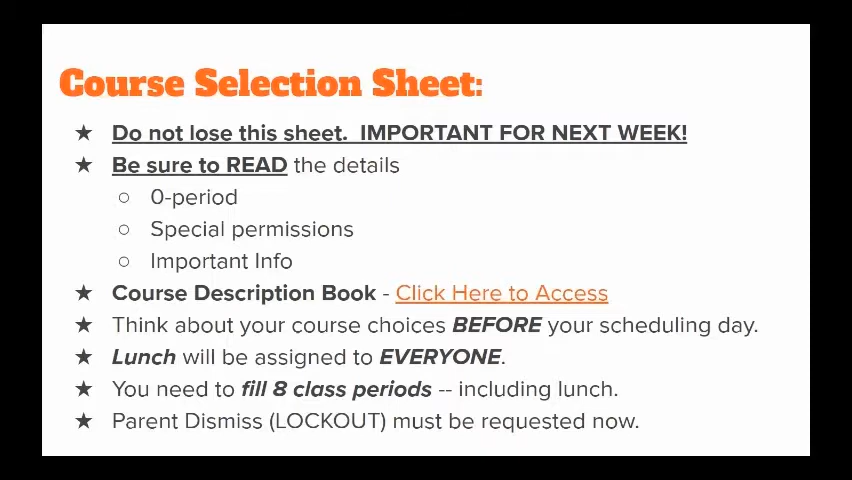 Course Selection Sheet:
★ Do not lose this sheet. IMPORTANT FOR NEXT WEEK!
★ Be sure to READ the details
○ 0-period
○ Special permissions
○ Important Info
★ Course Description Book - Click Here to Access
★ Think about your course choices BEFORE your scheduling day.
★ Lunch will be assigned to EVERYONE.
★ You need to fill 8 class periods -- including lunch.
★ Parent Dismiss (LOCKOUT) must be requested now.